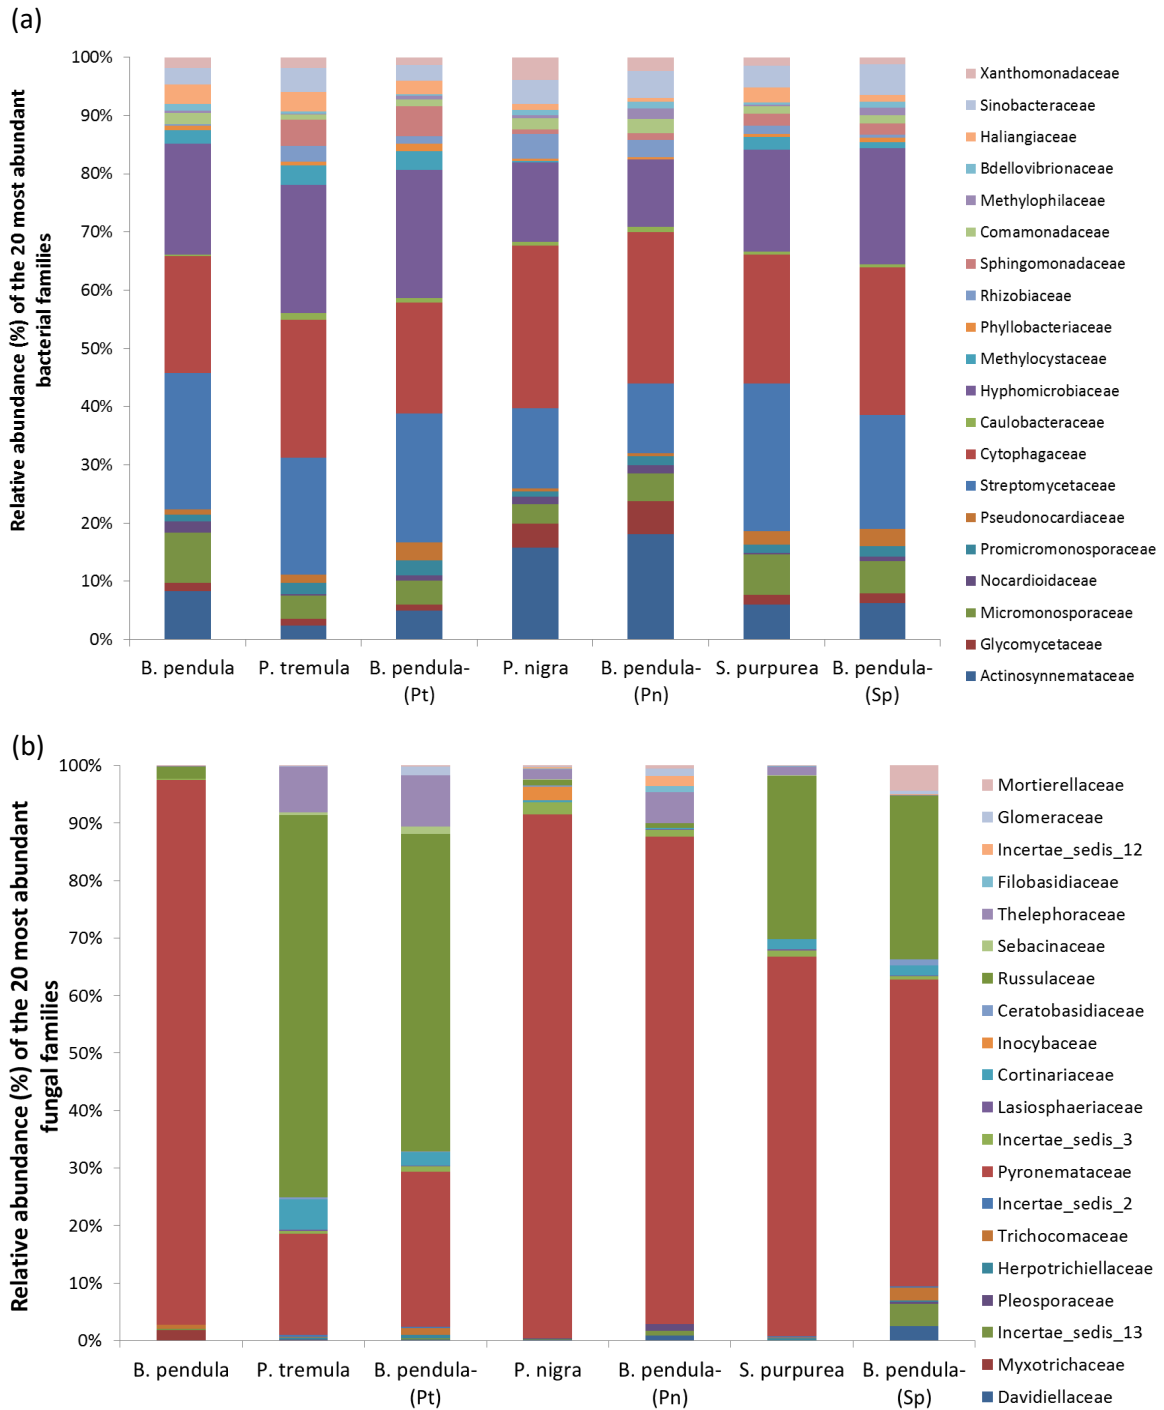 (a)
Relative abundance (%) of the 20 most abundant
bacterial families
100%
90%
80%
70%
60%
50%
40%
30%
20%
10%
0%
B. pendula
P. tremula
B. pendula-
(Pt)
P. nigra
B. pendula-
(Pn)
S. purpurea
B. pendula-
(Sp)
Xanthomonadaceae
Sinobacteraceae
Haliangiaceae
Bdellovibrionaceae
Methylophilaceae
Comamonadaceae
Sphingomonadaceae
Rhizobiaceae
Phyllobacteriaceae
Methylocystaceae
Hyphomicrobiaceae
Caulobacteraceae
Cytophagaceae
Streptomycetaceae
Pseudonocardiaceae
Promicromonosporaceae
Nocardioidaceae
Micromonosporaceae
Glycomycetaceae
Actinosynnemataceae
(b)
Relative abundance (%) of the 20 most abundant
fungal families
100%
90%
80%
70%
60%
50%
40%
30%
20%
10%
0%
B. pendula
P. tremula
B. pendula-
(Pt)
P. nigra
B. pendula-
(Pn)
S. purpurea
B. pendula-
(Sp)
Mortierellaceae
Glomeraceae
Incertae_sedis_12
Filobasidiaceae
Thelephoraceae
Sebacinaceae
Russulaceae
Ceratobasidiaceae
Inocybaceae
Cortinariaceae
Lasiosphaeriaceae
Incertae_sedis_3
Pyronemataceae
Incertae_sedis_2
Trichocomaceae
Herpotrichiellaceae
Pleosporaceae
Incertae_sedis_13
Myxotrichaceae
Davidiellaceae